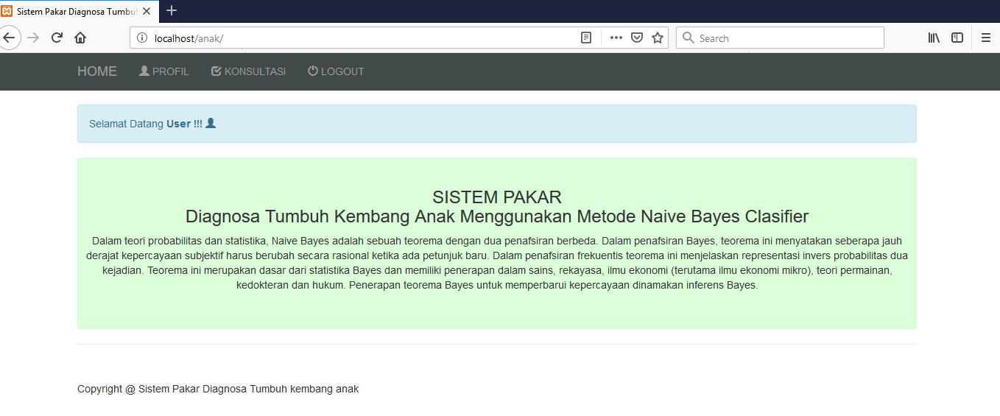 Sistem Pakar Diagnosa Tumbu
localhost/anak/
Search
HOME PROFIL KONSULTASI LOGOUT
Selamat Datang User !!!
SISTEM PAKAR
Diagnosa Tumbuh Kembang Anak Menggunakan Metode Naive Bayes Clasifier
Dalam teori probabilitas dan statistika, Naive Bayes adalah sebuah teorema dengan dua penafsiran berbeda. Dalam penafsiran Bayes, teorema ini menyatakan seberapa jauh
derajat kepercayaan subjektif harus berubah secara rasional ketika ada petunjuk baru. Dalam penafsiran frekuentis teorema ini menjelaskan representasi invers probabilitas dua
kejadian. Teorema ini merupakan dasar dari statistika Bayes dan memiliki penerapan dalam sains, rekayasa, ilmu ekonomi (terutama ilmu ekonomi mikro), teori permainan,
kedokteran dan hukum. Penerapan teorema Bayes untuk memperbarui kepercayaan dinamakan inferens Bayes.
Copyright @ Sistem Pakar Diagnosa Tumbuh kembang anak